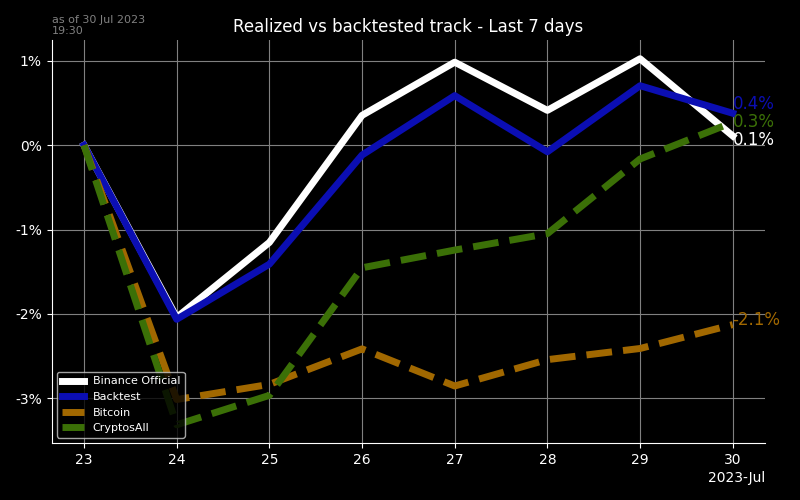 as of 30 Jul 2023
19:30
Realized vs backtested track - Last 7 days
1%
0%
-1%
-2%
-3%
0.4%
0.3%
0.1%
-2.1%
Binance Official
Backtest
Bitcoin
CryptosAll
23 24 25 26 27 28 29 30
2023-Jul